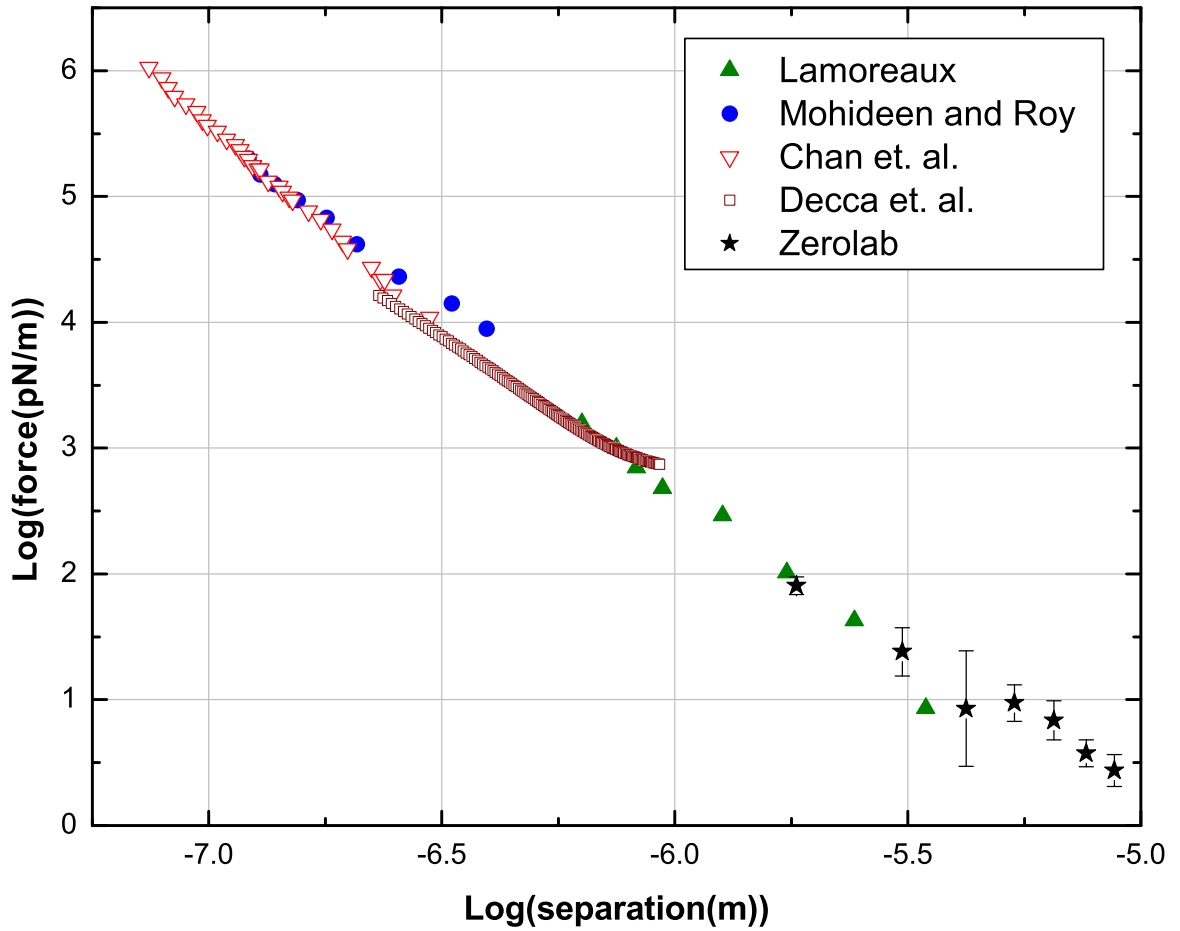 Lamoreaux
Mohideen and Roy
Chan et. al.
Decca et. al.
Zerolab
6
5
4
3
2
1
0
Log(force(pN/m))
-7.0
-6.5
-6.0
-5.5
-5.0
Log(separation(m))